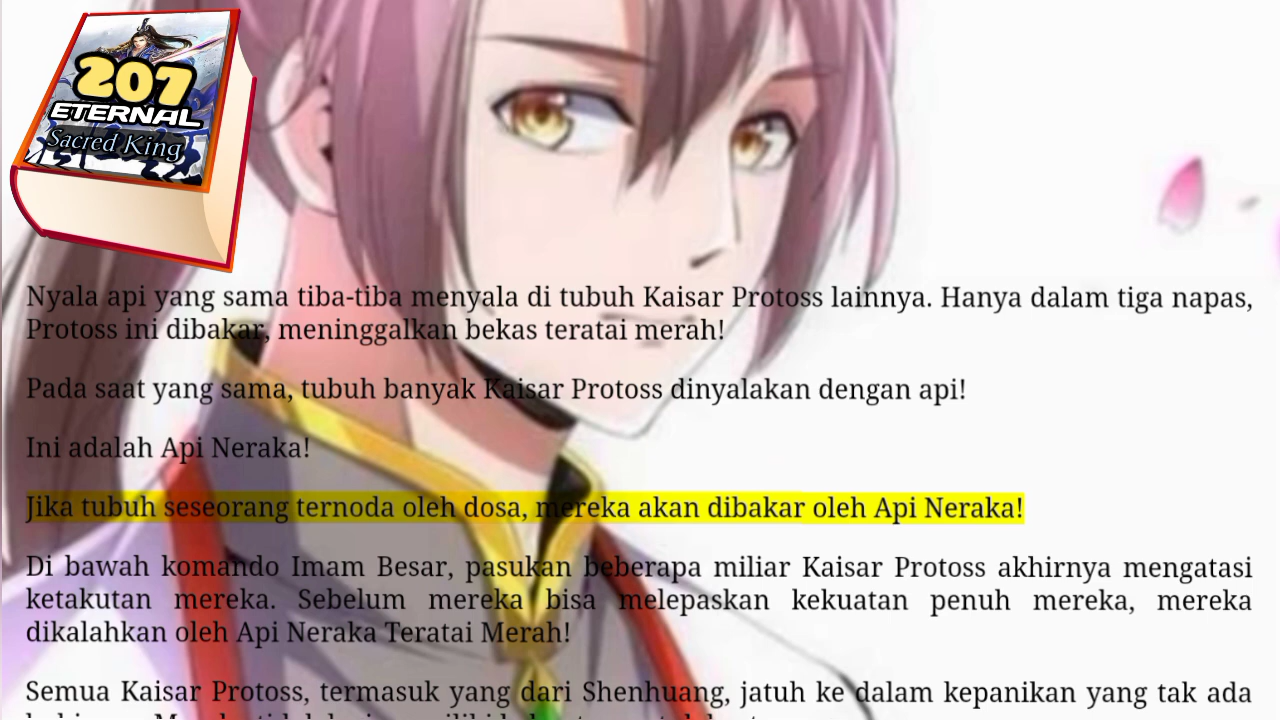 207
ETERNAL
Sacred King
Nyala api yang sama tiba-tiba menyala di tubuh Kaisar Protoss lainnya. Hanya dalam tiga napas,
Protoss ini dibakar, meninggalkan bekas teratai merah!
Pada saat yang sama, tubuh banyak Kaisar Protoss dinyalakan dengan api!
Ini adalah Api Neraka!
Jika tubuh seseorang ternoda oleh dosa, mereka akan dibakar oleh Api Neraka!
Di bawah komando Imam Besar, pasukan beberapa miliar Kaisar Protoss akhirnya mengatasi
ketakutan mereka. Sebelum mereka bisa melepaskan kekuatan penuh mereka, mereka
dikalahkan oleh Api Neraka Teratai Merah!
Semua Kaisar Protoss, termasuk yang dari Shenhuang, jatuh ke dalam kepanikan yang tak ada